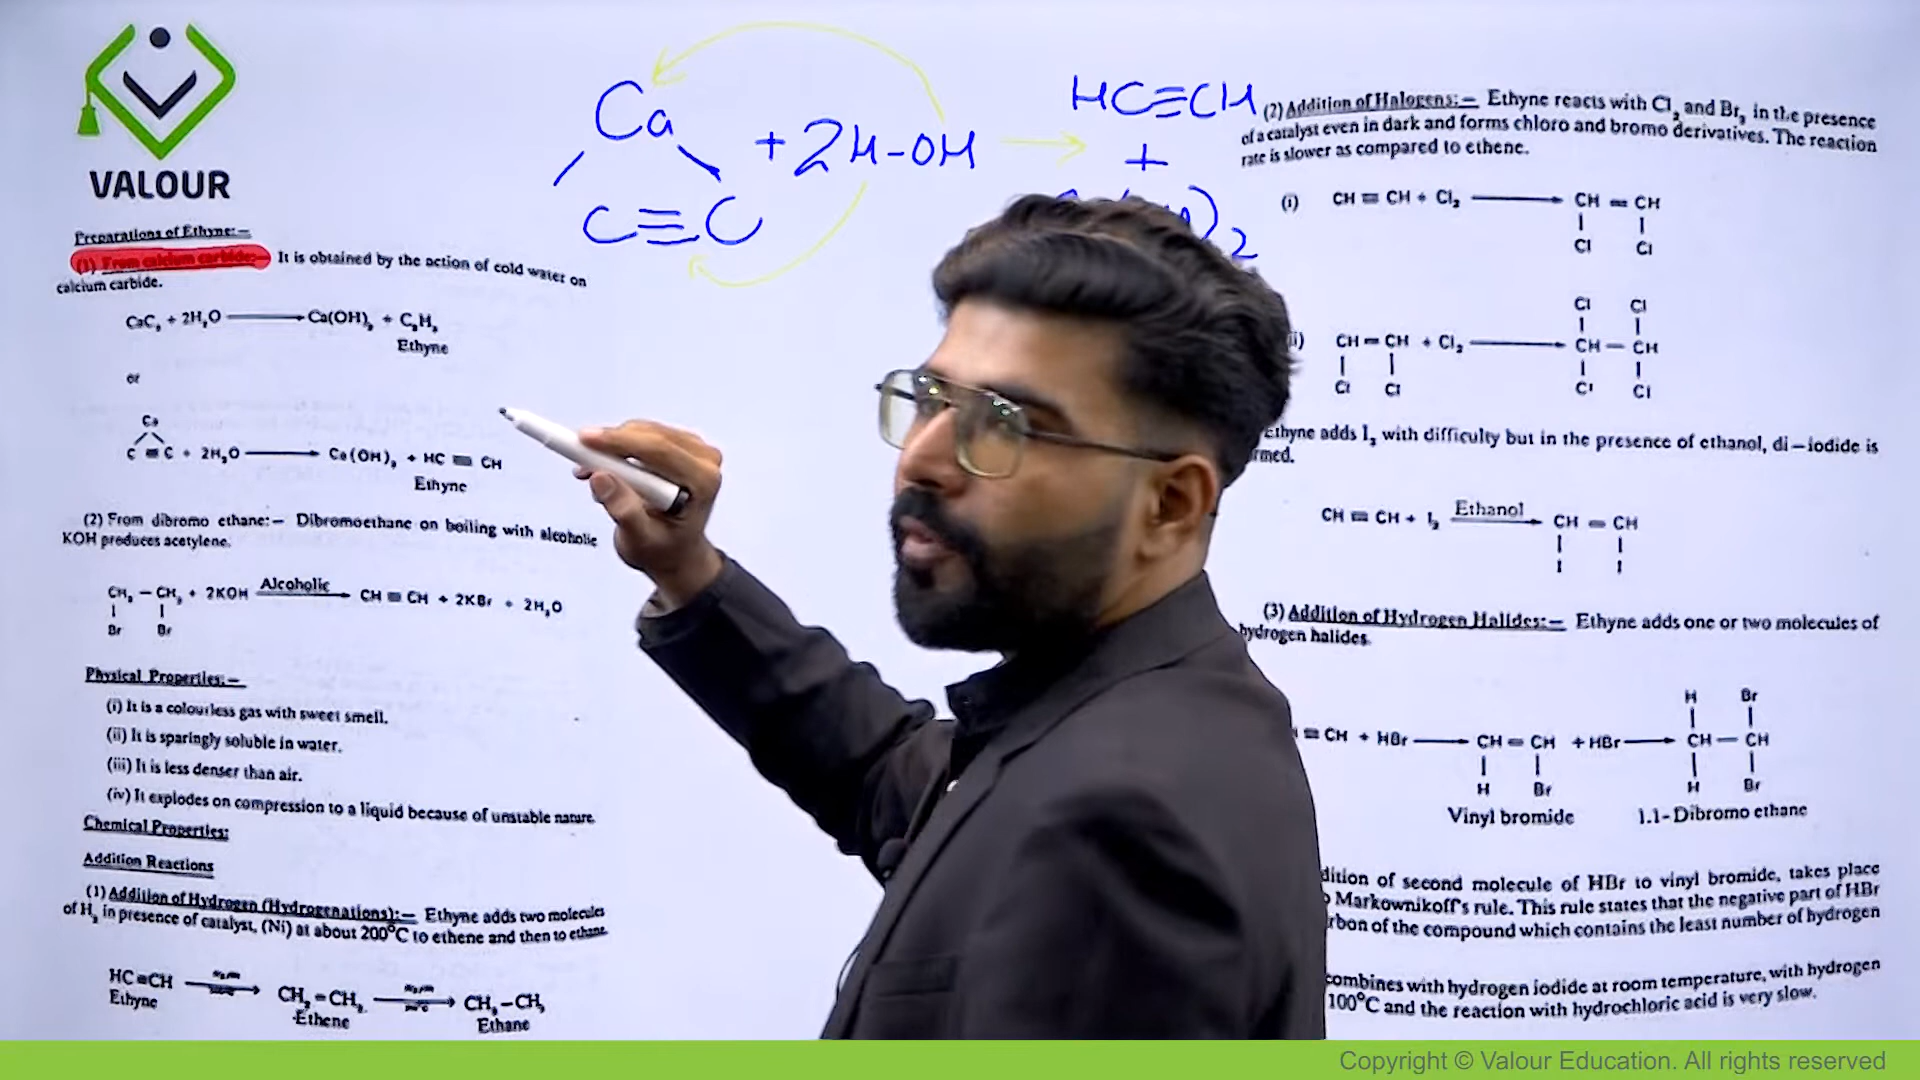 VALOUR
Preparations of Ethyne:—
(1) From calcium carbide:— It is obtained by the action of cold water on
calcium carbide.
CaC₂ + 2H₂O ⟶ Ca(OH)₂ + C₂H₂
Ethyne
or
Ca
C ≡ C + 2H₂O ⟶ Ca(OH)₂ + HC ≡ CH
Ethyne
(2) From dibromo ethane:— Dibromoethane on boiling with alcoholic
KOH produces acetylene.
CH₂ — CH₂ + 2KOH Alcoholic ⟶ CH ≡ CH + 2KBr + 2H₂O
Br Br
Physical Properties:—
(i) It is a colourless gas with sweet smell.
(ii) It is sparingly soluble in water.
(iii) It is less denser than air.
(iv) It explodes on compression to a liquid because of unstable nature.
Chemical Properties:
Addition Reactions
(1) Addition of Hydrogen (Hydrogenations):— Ethyne adds two molecules
of H₂ in presence of catalyst, (Ni) at about 200°C to ethene and then to ethane.
HC≡CH ⟶ CH₂=CH₂ ⟶ CH₃—CH₃
Ethyne Ethene Ethane
Ca
C≡C
+ 2H-OH → HC≡CH
+
)2
(2) Addition of Halogens:— Ethyne reacts with Cl₂ and Br₂ in the presence
of a catalyst even in dark and forms chloro and bromo derivatives. The reaction
rate is slower as compared to ethene.
(i) CH ≡ CH + Cl₂ ⟶ CH = CH
Cl Cl
Cl Cl
CH = CH + Cl₂ ⟶ CH — CH
Cl Cl Cl Cl
Ethyne adds I₂ with difficulty but in the presence of ethanol, di—iodide is
rmed.
CH ≡ CH + I₂ Ethanol ⟶ CH = CH
I I
(3) Addition of Hydrogen Halides:— Ethyne adds one or two molecules of
hydrogen halides.
H Br
≡ CH + HBr ⟶ CH = CH + HBr ⟶ CH — CH
H Br H Br
Vinyl bromide 1.1-Dibromo ethane
dition of second molecule of HBr to vinyl bromide, takes place
Markownikoff's rule. This rule states that the negative part of HBr
rbon of the compound which contains the least number of hydrogen
combines with hydrogen iodide at room temperature, with hydrogen
100°C and the reaction with hydrochloric acid is very slow.
Copyright © Valour Education. All rights reserved